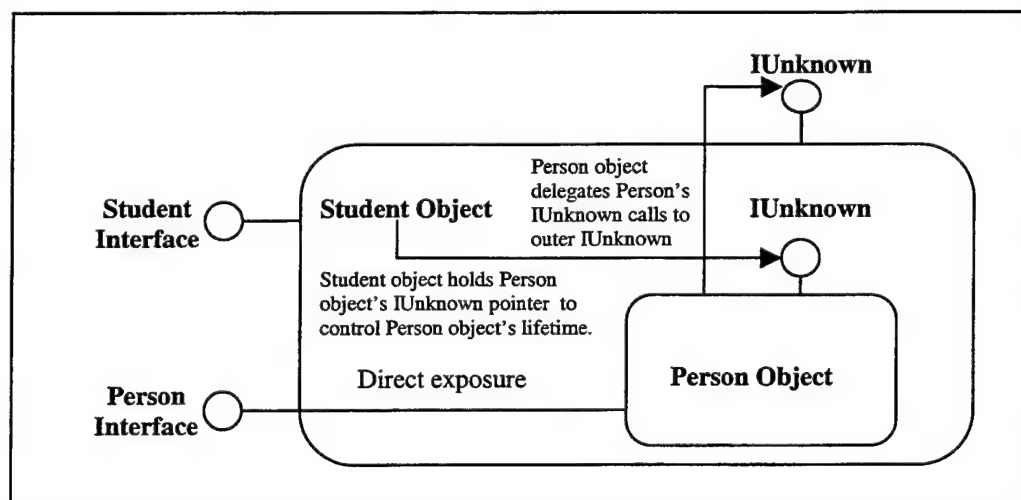 IUnknown
Person object
delegates Person's
IUnknown calls to
outer IUnknown
Student
Interface
Student Object
IUnknown
Student object holds Person
object's IUnknown pointer to
control Person object's lifetime.
Direct exposure
Person Object
Person
Interface